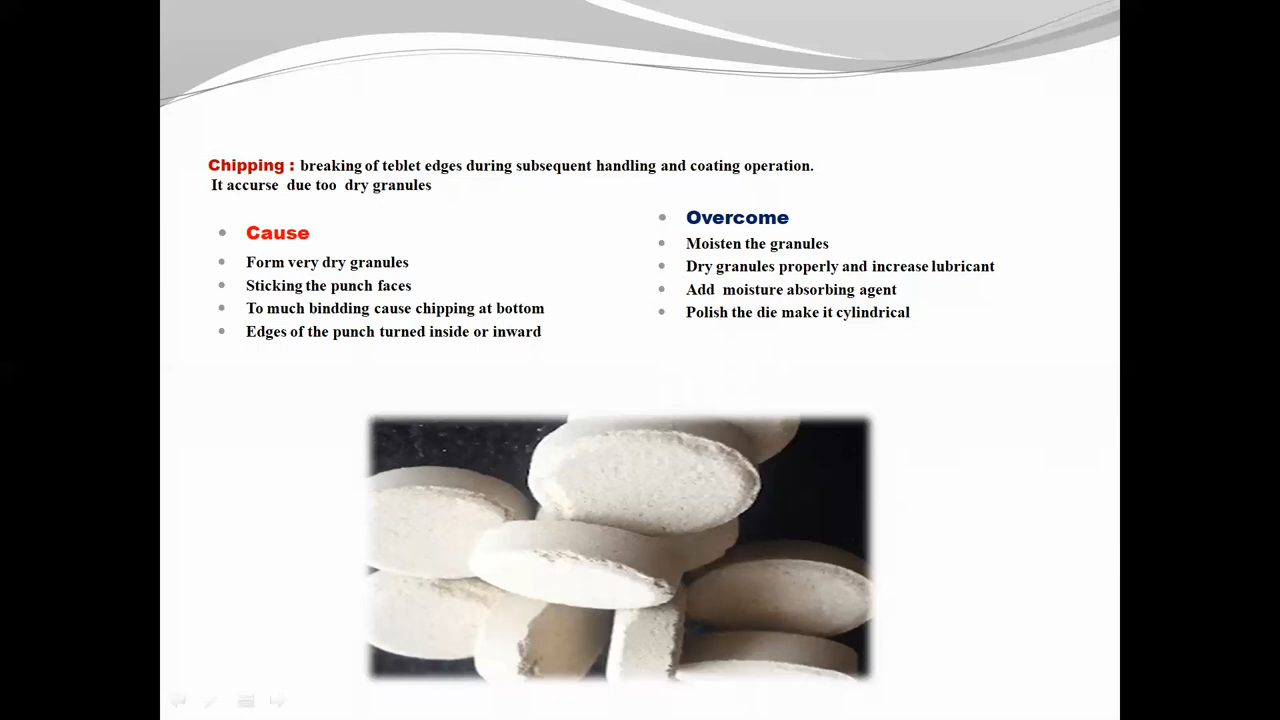 Chipping : breaking of teblet edges during subsequent handling and coating operation.
It accurse due too dry granules
Cause
Form very dry granules
Sticking the punch faces
To much bindding cause chipping at bottom
Edges of the punch turned inside or inward
Overcome
Moisten the granules
Dry granules properly and increase lubricant
Add moisture absorbing agent
Polish the die make it cylindrical